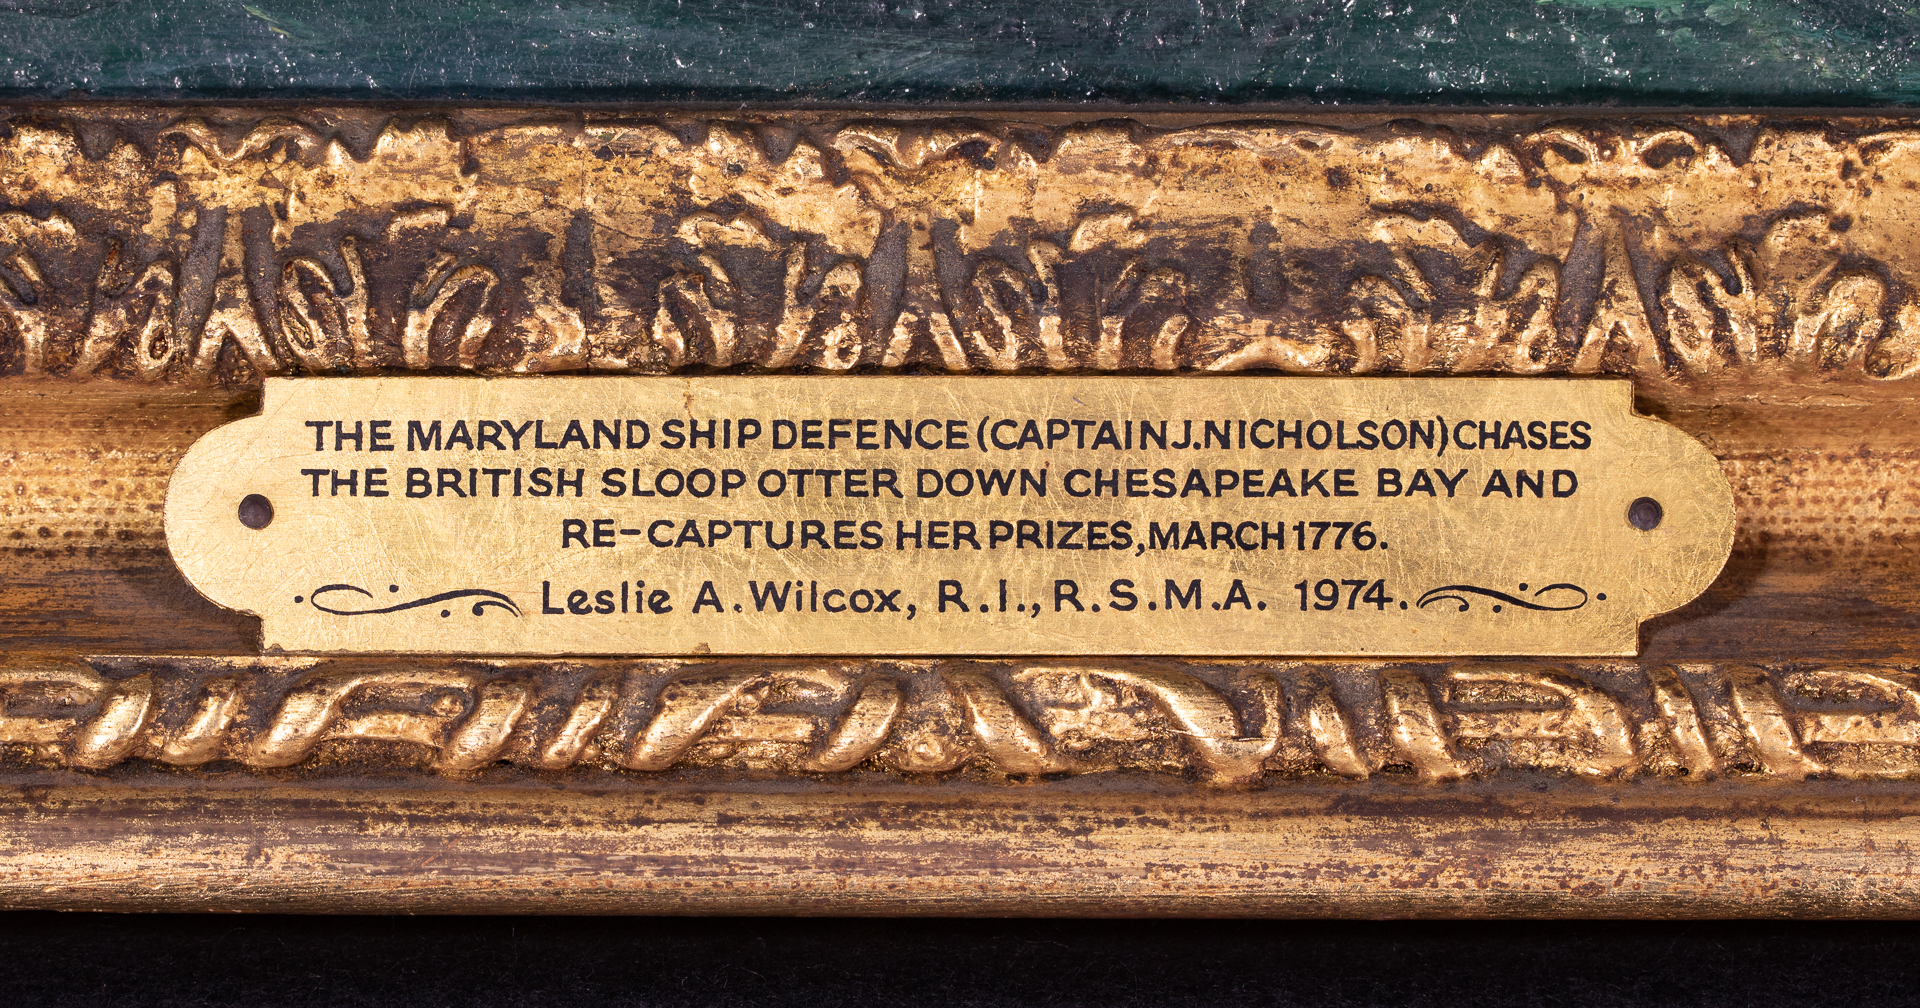 THE MARYLAND SHIP DEFENCE (CAPTAIN J. NICHOLSON) CHASES
THE BRITISH SLOOP OTTER DOWN CHESAPEAKE BAY AND
RE-CAPTURES HER PRIZES, MARCH 1776.
Leslie A. Wilcox, R.I., R.S.M.A. 1974.